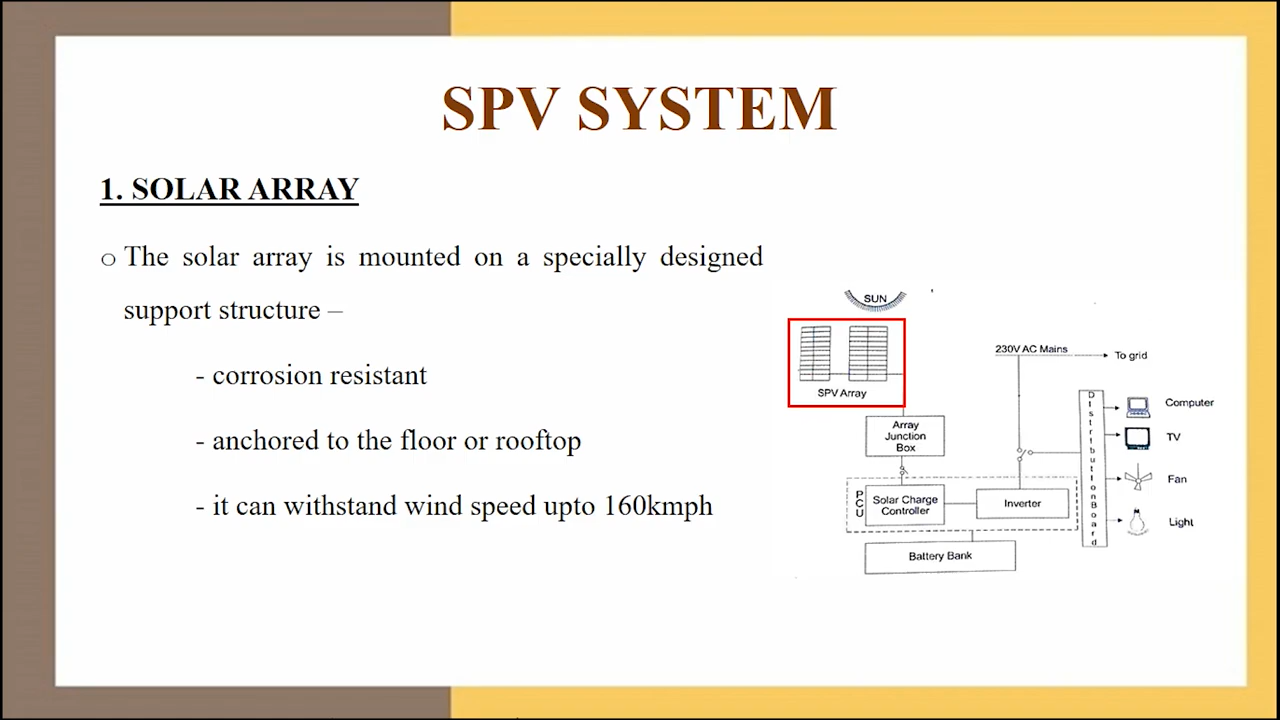 SPV SYSTEM
1. SOLAR ARRAY
o The solar array is mounted on a specially designed
support structure –
- corrosion resistant
- anchored to the floor or rooftop
- it can withstand wind speed upto 160kmph
SUN
SPV Array
230V AC Mains
To grid
Array
Junction
Box
PCU
Solar Charge
Controller
Inverter
Battery Bank
Distribution Board
Computer
TV
Fan
Light